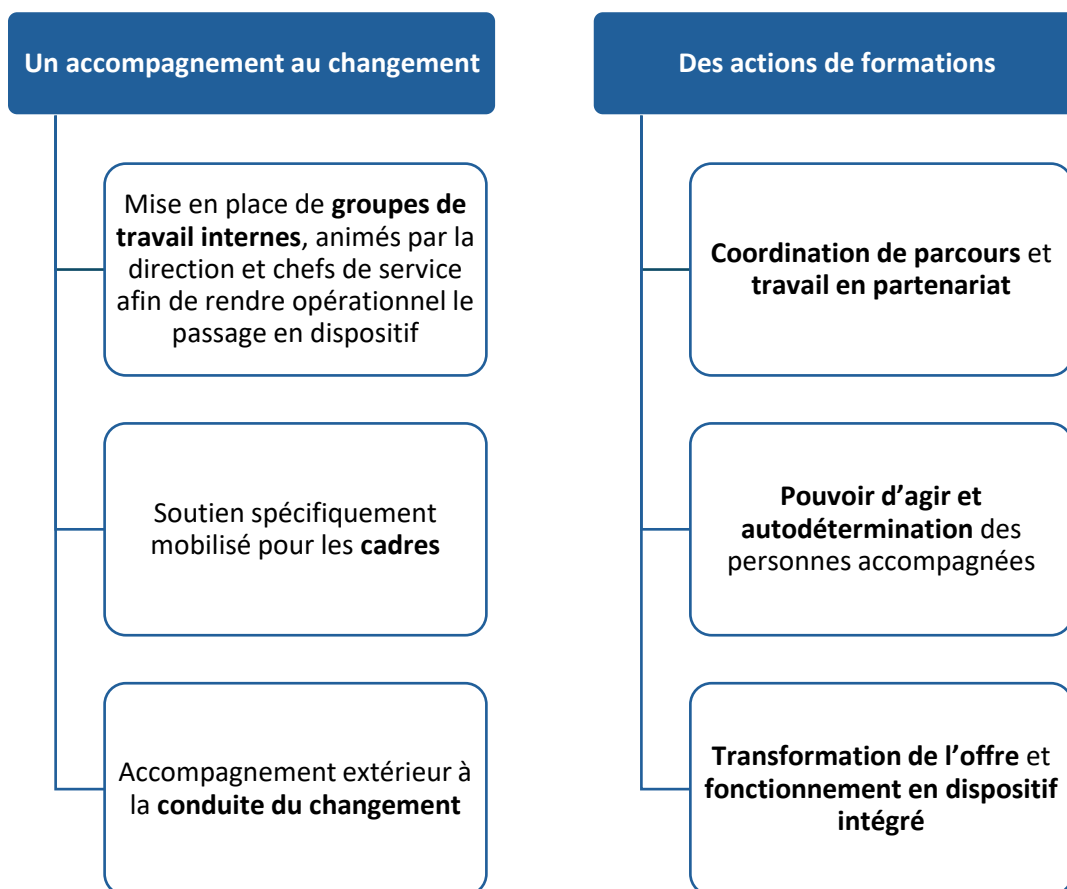 Un accompagnement au changement
Mise en place de groupes de
travail internes, animés par la
direction et chefs de service
afin de rendre opérationnel le
passage en dispositif
Soutien spécifiquement
mobilisé pour les cadres
Accompagnement extérieur à
la conduite du changement
Des actions de formations
Coordination de parcours et
travail en partenariat
Pouvoir d’agir et
autodétermination des
personnes accompagnées
Transformation de l’offre et
fonctionnement en dispositif
intégré